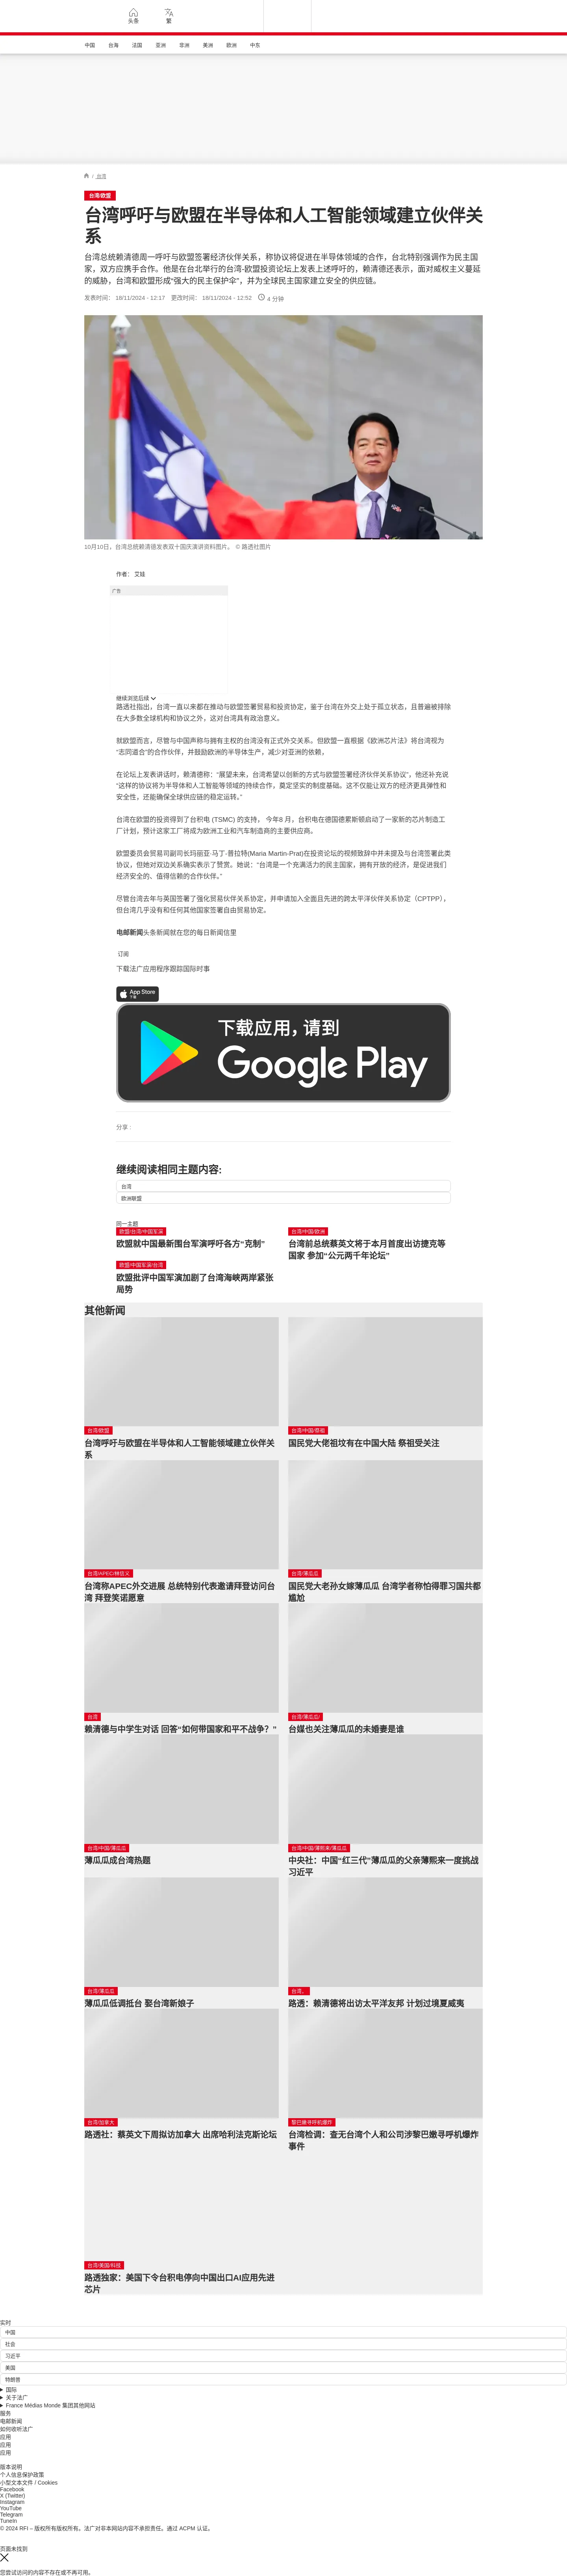 头条
繁
中国
台海
法国
亚洲
非洲
美洲
欧洲
中东
/ 台湾
台湾/欧盟
台湾呼吁与欧盟在半导体和人工智能领域建立伙伴关
系
台湾总统赖清德周一呼吁与欧盟签署经济伙伴关系，称协议将促进在半导体领域的合作，台北特别强调作为民主国
家，双方应携手合作。他是在台北举行的台湾-欧盟投资论坛上发表上述呼吁的，赖清德还表示，面对威权主义蔓延
的威胁，台湾和欧盟形成“强大的民主保护伞”，并为全球民主国家建立安全的供应链。
发表时间： 18/11/2024 - 12:17 更改时间： 18/11/2024 - 12:52 4 分钟
10月10日，台湾总统赖清德发表双十国庆演讲资料图片。 © 路透社图片
作者： 艾娃
广告
继续浏览后续
路透社指出，台湾一直以来都在推动与欧盟签署贸易和投资协定，鉴于台湾在外交上处于孤立状态，且普遍被排除
在大多数全球机构和协议之外，这对台湾具有政治意义。
就欧盟而言，尽管与中国声称与拥有主权的台湾没有正式外交关系。但欧盟一直根据《欧洲芯片法》将台湾视为
“志同道合”的合作伙伴，并鼓励欧洲的半导体生产，减少对亚洲的依赖。
在论坛上发表讲话时，赖清德称：“展望未来，台湾希望以创新的方式与欧盟签署经济伙伴关系协议”，他还补充说
“这样的协议将为半导体和人工智能等领域的持续合作，奠定坚实的制度基础。这不仅能让双方的经济更具弹性和
安全性，还能确保全球供应链的稳定运转。”
台湾在欧盟的投资得到了台积电 (TSMC) 的支持， 今年8 月，台积电在德国德累斯顿启动了一家新的芯片制造工
厂计划，预计这家工厂将成为欧洲工业和汽车制造商的主要供应商。
欧盟委员会贸易司副司长玛丽亚·马丁-普拉特(Maria Martin-Prat)在投资论坛的视频致辞中并未提及与台湾签署此类
协议，但她对双边关系确实表示了赞赏。她说：“台湾是一个充满活力的民主国家，拥有开放的经济，是促进我们
经济安全的、值得信赖的合作伙伴。”
尽管台湾去年与英国签署了强化贸易伙伴关系协定，并申请加入全面且先进的跨太平洋伙伴关系协定（CPTPP），
但台湾几乎没有和任何其他国家签署自由贸易协定。
电邮新闻头条新闻就在您的每日新闻信里
订阅
下载法广应用程序跟踪国际时事
App Store
下载
下载应用，请到
Google Play
分享 :
继续阅读相同主题内容:
台湾
欧洲联盟
同一主题
欧盟/台湾/中国军演
欧盟就中国最新围台军演呼吁各方“克制”
台湾/中国/欧洲
台湾前总统蔡英文将于本月首度出访捷克等
国家 参加“公元两千年论坛”
欧盟/中国军演/台湾
欧盟批评中国军演加剧了台湾海峡两岸紧张
局势
其他新闻
台湾/欧盟
台湾呼吁与欧盟在半导体和人工智能领域建立伙伴关
系
台湾/中国/祭祖
国民党大佬祖坟有在中国大陆 祭祖受关注
台湾/APEC/林信义
台湾称APEC外交进展 总统特别代表邀请拜登访问台
湾 拜登笑诺愿意
台湾/薄瓜瓜
国民党大老孙女嫁薄瓜瓜 台湾学者称怕得罪习国共都
尴尬
台湾
赖清德与中学生对话 回答“如何带国家和平不战争？”
台湾/薄瓜瓜/
台媒也关注薄瓜瓜的未婚妻是谁
台湾/中国/薄瓜瓜
薄瓜瓜成台湾热题
台湾/中国/薄熙来/薄瓜瓜
中央社：中国“红三代”薄瓜瓜的父亲薄熙来一度挑战
习近平
台湾/薄瓜瓜
薄瓜瓜低调抵台 娶台湾新娘子
台湾，
路透：赖清德将出访太平洋友邦 计划过境夏威夷
台湾/加拿大
路透社：蔡英文下周拟访加拿大 出席哈利法克斯论坛
黎巴嫩寻呼机爆炸
台湾检调：查无台湾个人和公司涉黎巴嫩寻呼机爆炸
事件
台湾/美国/科技
路透独家：美国下令台积电停向中国出口AI应用先进
芯片
实时
中国
社会
习近平
美国
特朗普
国际
关于法广
France Médias Monde 集团其他网站
服务
电邮新闻
如何收听法广
应用
应用
应用
版本说明
个人信息保护政策
小型文本文件 / Cookies
Facebook
X (Twitter)
Instagram
YouTube
Telegram
TuneIn
© 2024 RFI – 版权所有版权所有。法广对非本网站内容不承担责任。通过 ACPM 认证。
页面未找到
您尝试访问的内容不存在或不再可用。